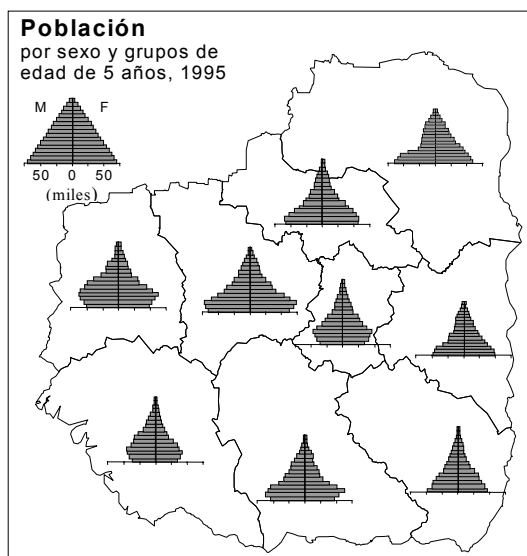 Población
por sexo y grupos de
edad de 5 años, 1995
M F
50 0 50
(miles)